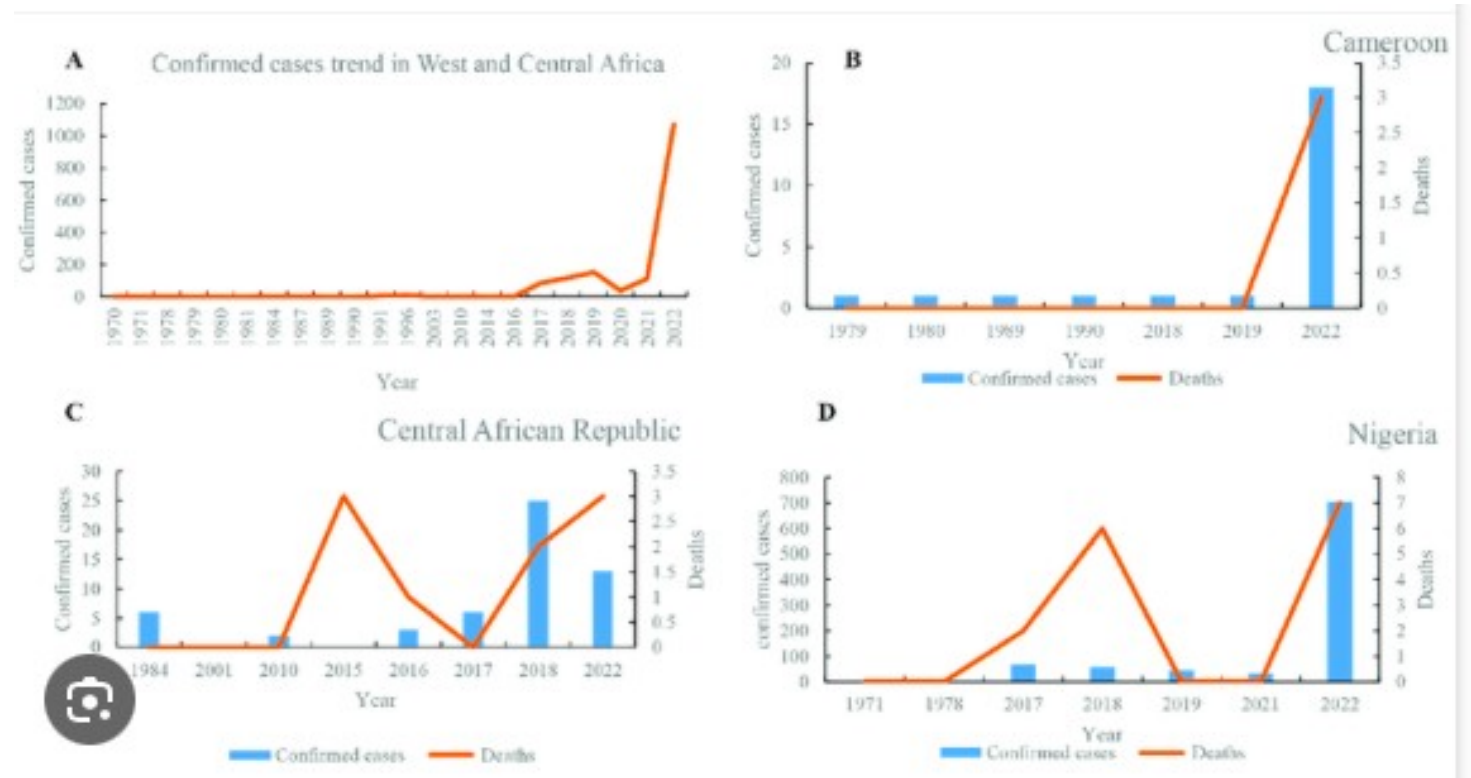 A
Confirmed cases trend in West and Central Africa
1200
1000
800
600
400
200
0
Confirmed cases
1970 1971 1978 1979 1980 1981 1984 1987 1989 1990 1991 1996 2003 2010 2014 2016 2017 2018 2019 2020 2021 2022
Year
B
Cameroon
20
15
10
5
0
Confirmed cases
3.5
3
2.5
2
1.5
1
0.5
0
Deaths
1979 1980 1989 1990 2018 2019 2022
Year
Confirmed cases Deaths
C
Central African Republic
30
25
20
15
10
5
0
Confirmed cases
3.5
3
2.5
2
1.5
1
0.5
0
Deaths
1984 2001 2010 2015 2016 2017 2018 2022
Year
Confirmed cases Deaths
D
Nigeria
800
700
600
500
400
300
200
100
0
confirmed cases
8
7
6
5
4
3
2
1
0
Deaths
1971 1978 2017 2018 2019 2021 2022
Year
Confirmed cases Deaths